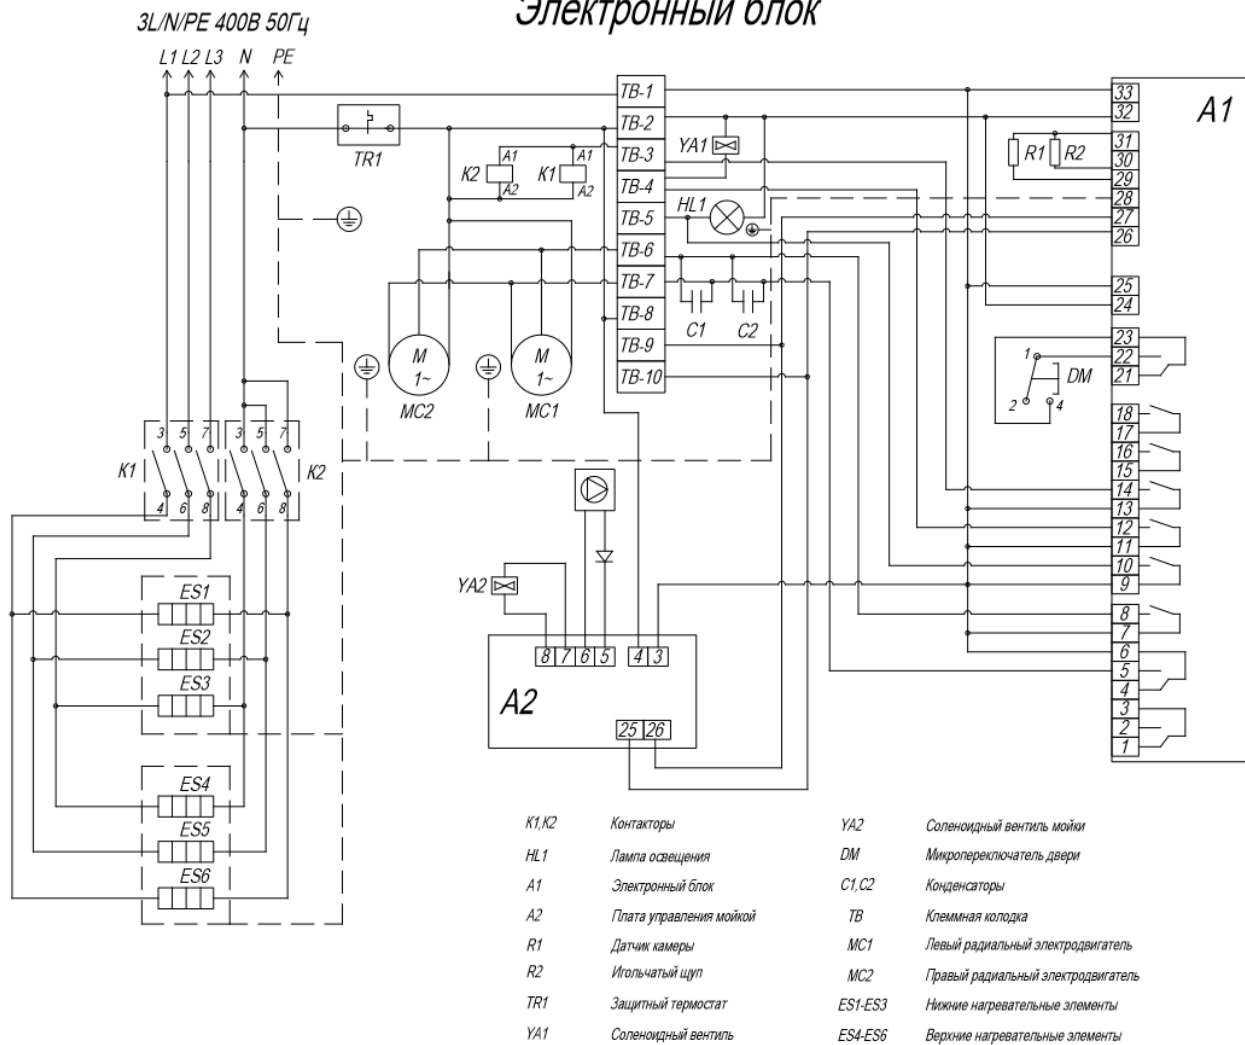 Электронный блок
3L/N/PE 400В 50Гц
L1 L2 L3 N PE
TR1
K2 A1 A2
K1 A1 A2
TB-1
TB-2
TB-3
TB-4
TB-5
TB-6
TB-7
TB-8
TB-9
TB-10
YA1
HL1
C1 C2
M
1~
MC2
M
1~
MC1
A1
R1 R2
33
32
31
30
29
28
27
26
25
24
23
22
21
18
17
16
15
14
13
12
11
10
9
8
7
6
5
4
3
2
1
1
2 4
DM
K1
3 5 7
4 6 8
3 5 7
4 6 8
K2
ES1
ES2
ES3
ES4
ES5
ES6
YA2
8 7 6 5 4 3
A2
25 26
K1,K2 Контакторы
HL1 Лампа освещения
A1 Электронный блок
A2 Плата управления мойкой
R1 Датчик камеры
R2 Игольчатый щуп
TR1 Защитный термостат
YA1 Соленоидный вентиль
YA2 Соленоидный вентиль мойки
DM Микропереключатель двери
C1,C2 Конденсаторы
TB Клеммная колодка
MC1 Левый радиальный электродвигатель
MC2 Правый радиальный электродвигатель
ES1-ES3 Нижние нагревательные элементы
ES4-ES6 Верхние нагревательные элементы